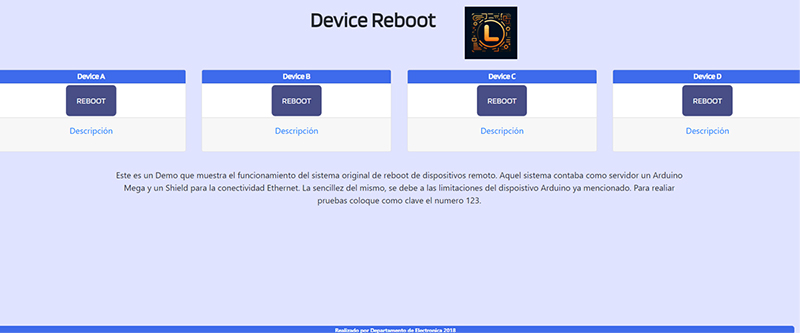 Device Reboot
L
Device A
Device B
Device C
Device D
REBOOT
REBOOT
REBOOT
REBOOT
Descripción
Descripción
Descripción
Descripción
Este es un Demo que muestra el funcionamiento del sistema original de reboot de dispositivos remoto. Aquel sistema contaba como servidor un Arduino
Mega y un Shield para la conectividad Ethernet. La sencillez del mismo, se debe a las limitaciones del dispoistivo Arduino ya mencionado. Para realiar
pruebas coloque como clave el numero 123.
Realizado por Departamento de Electronica 2018